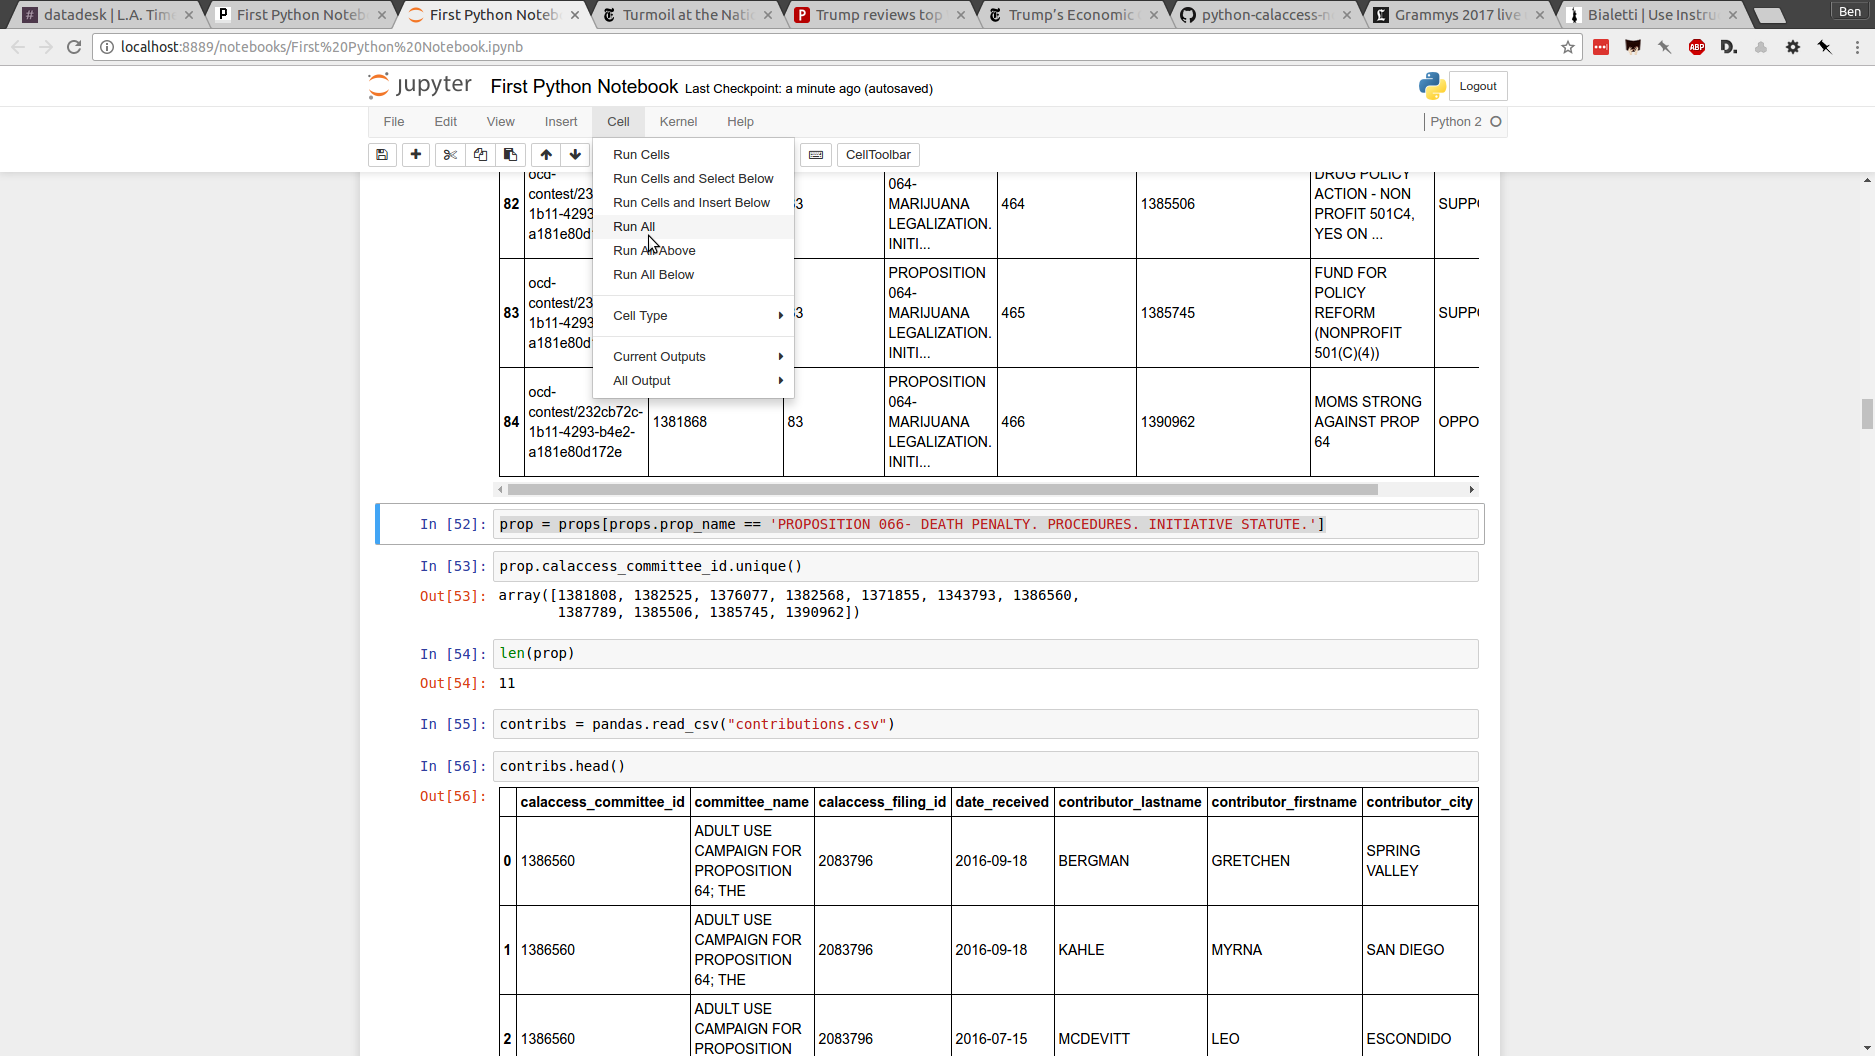 datadesk | L.A. Time
First Python Noteb
First Python Noteb
Turmoil at the Nati
Trump reviews top
Trump's Economic
python-calaccess-n
Grammys 2017 live
Bialetti | Use Instru
Ben
localhost:8889/notebooks/First%20Python%20Notebook.ipynb
ABP
D.
jupyter First Python Notebook Last Checkpoint: a minute ago (autosaved)
Logout
File Edit View Insert Cell Kernel Help
Python 2
CellToolbar
Run Cells
Run Cells and Select Below
Run Cells and Insert Below
Run All
Run All Above
Run All Below
Cell Type
Current Outputs
All Output
82
ocd-
contest/23
1b11-4293
a181e80d
3
064-
MARIJUANA
LEGALIZATION.
INITI...
464
1385506
DRUG POLICY
ACTION - NON
PROFIT 501C4,
YES ON ...
SUPP
83
ocd-
contest/23
1b11-4293
a181e80d
3
PROPOSITION
064-
MARIJUANA
LEGALIZATION.
INITI...
465
1385745
FUND FOR
POLICY
REFORM
(NONPROFIT
501(C)(4))
SUPP
84
ocd-
contest/232cb72c-
1b11-4293-b4e2-
a181e80d172e
1381868
83
PROPOSITION
064-
MARIJUANA
LEGALIZATION.
INITI...
466
1390962
MOMS STRONG
AGAINST PROP
64
OPPO
In [52]: prop = props[props.prop_name == 'PROPOSITION 066- DEATH PENALTY. PROCEDURES. INITIATIVE STATUTE.']
In [53]: prop.calaccess_committee_id.unique()
Out[53]: array([1381808, 1382525, 1376077, 1382568, 1371855, 1343793, 1386560,
1387789, 1385506, 1385745, 1390962])
In [54]: len(prop)
Out[54]: 11
In [55]: contribs = pandas.read_csv("contributions.csv")
In [56]: contribs.head()
Out[56]:
calaccess_committee_id committee_name calaccess_filing_id date_received contributor_lastname contributor_firstname contributor_city
0
1386560
ADULT USE
CAMPAIGN FOR
PROPOSITION
64; THE
2083796
2016-09-18
BERGMAN
GRETCHEN
SPRING
VALLEY
1
1386560
ADULT USE
CAMPAIGN FOR
PROPOSITION
64; THE
2083796
2016-09-18
KAHLE
MYRNA
SAN DIEGO
2
1386560
ADULT USE
CAMPAIGN FOR
PROPOSITION
2083796
2016-07-15
MCDEVITT
LEO
ESCONDIDO